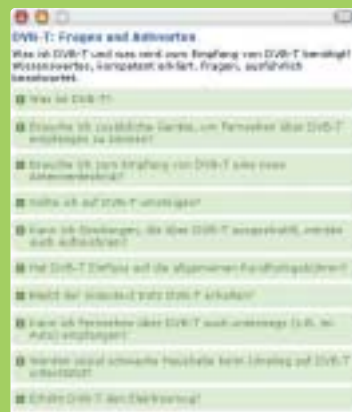 DVB-T: Fragen und Antworten
Was ist DVB-T und was wird zum Empfang von DVB-T benötigt?
Wissenswertes, kompetent erklärt. Fragen, ausführlich
beantwortet.
Was ist DVB-T?
Brauche ich zusätzliche Geräte, um Fernsehen über DVB-T
empfangen zu können?
Brauche ich zum Empfang von DVB-T eine neue
Antennentechnik?
Sollte ich auf DVB-T umsteigen?
Kann ich Sendungen, die über DVB-T ausgestrahlt, werden
auch aufzeichnen?
Hat DVB-T Einfluss auf die allgemeinen Rundfunkgebühren?
Bleibt der Videotext trotz DVB-T erhalten?
Kann ich Fernsehen über DVB-T auch unterwegs (z.B. im
Auto) empfangen?
Werden sozial schwache Haushalte beim Umstieg auf DVB-T
unterstützt?
Erhöht DVB-T den Elektrosmog?